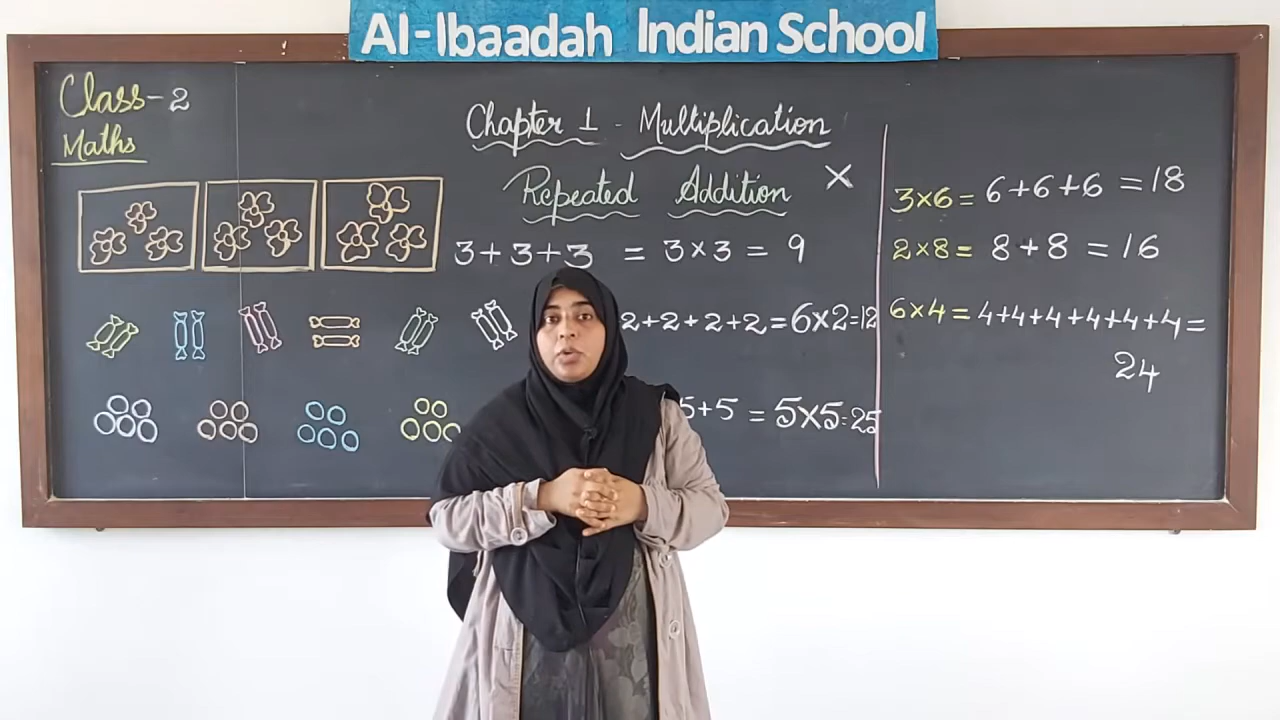 Al-Ibaadah Indian School
Class-2
Maths
Chapter 1 - Multiplication
Repeated Addition ×
3+3+3 = 3×3 = 9
2+2+2+2=6×2=12
5+5 = 5×5=25
3×6= 6+6+6 =18
2×8= 8+8 =16
6×4= 4+4+4+4+4+4=
24